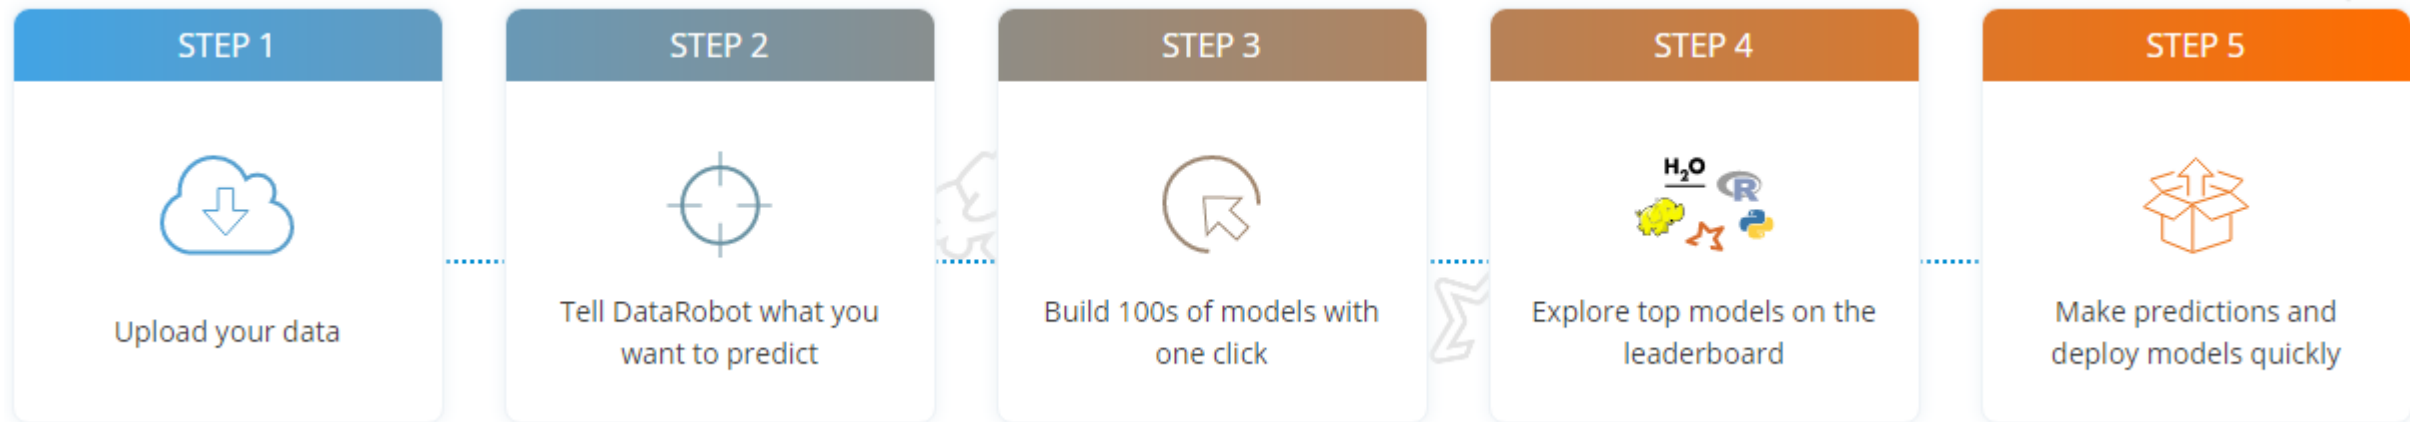 STEP 1
Upload your data
STEP 2
Tell DataRobot what you
want to predict
STEP 3
Build 100s of models with
one click
STEP 4
H₂O
R
Explore top models on the
leaderboard
STEP 5
Make predictions and
deploy models quickly